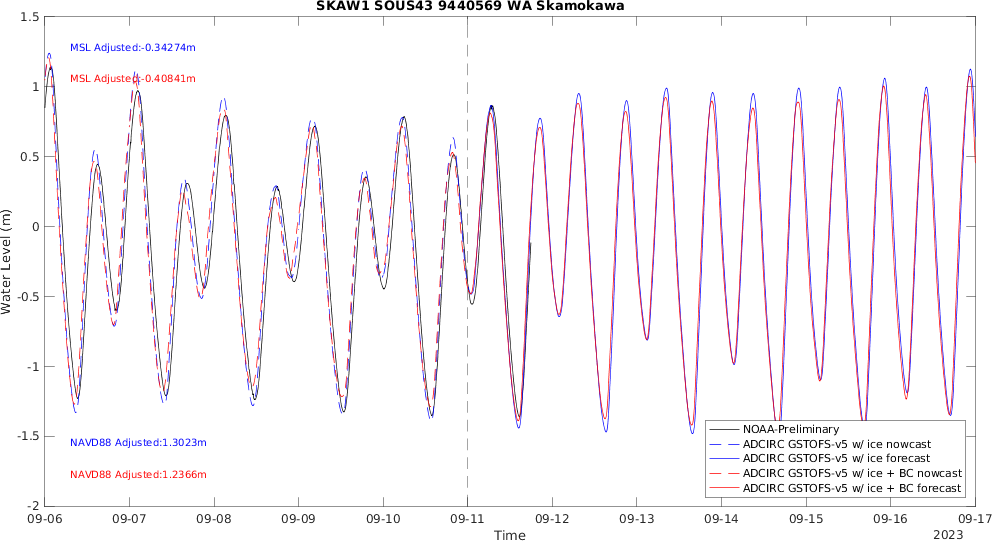 SKAW1 SOUS43 9440569 WA Skamokawa
1.5
1
0.5
0
-0.5
-1
-1.5
-2
Water Level (m)
MSL Adjusted:-0.34274m
MSL Adjusted:-0.40841m
NAVD88 Adjusted:1.3023m
NAVD88 Adjusted:1.2366m
NOAA-Preliminary
ADCIRC GSTOFS-v5 w/ ice nowcast
ADCIRC GSTOFS-v5 w/ ice forecast
ADCIRC GSTOFS-v5 w/ ice + BC nowcast
ADCIRC GSTOFS-v5 w/ ice + BC forecast
09-06 09-07 09-08 09-09 09-10 09-11 09-12 09-13 09-14 09-15 09-16 09-17
Time
2023